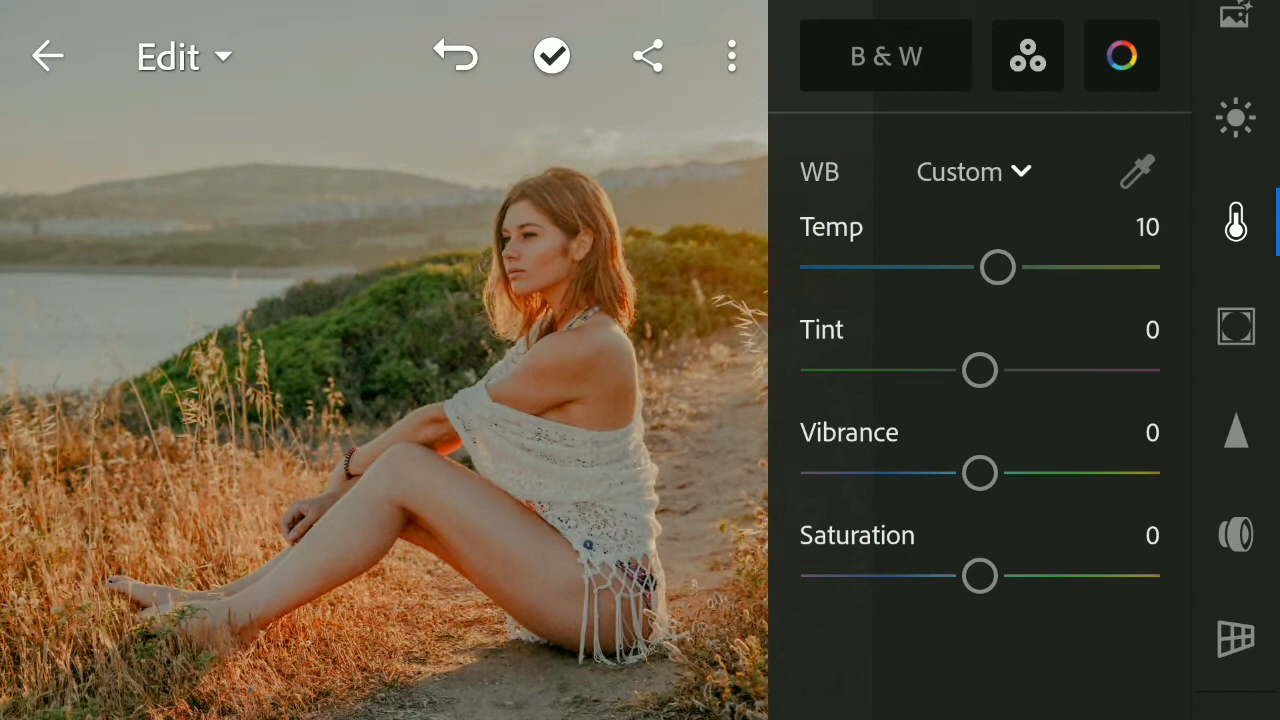 Edit
B & W
WB Custom
Temp 10
Tint 0
Vibrance 0
Saturation 0